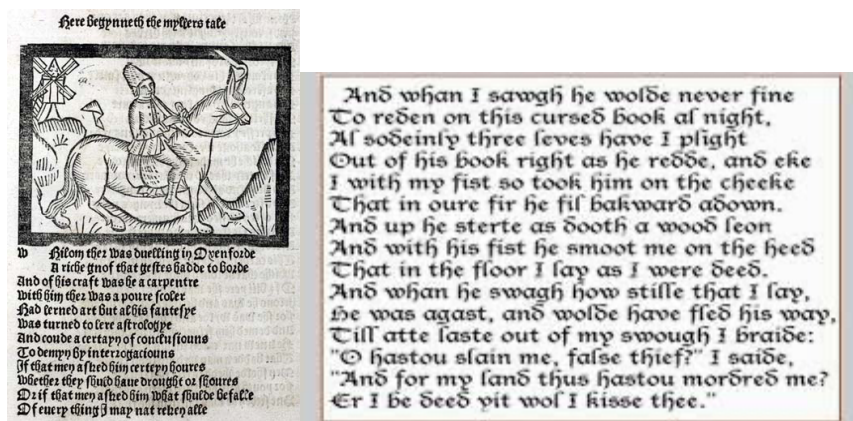 Here begynneth the myllers tale
W Hilom ther was duelling in Oxenforde
A riche gnof that gestes hadde to borde
And of his craft was he a carpentre
With him ther was a poure scoler
Had lerned art but al his fantesye
Was turned to lere astrologye
And coude a certayn of conclusiouns
To demyn by interrogaciouns
If that men asked him certeyn houres
Whether they shuld haue drought or shoures
Or if that men asked him what shulde befalle
Of euery thing I may nat reken alle
And whan I sawgh he wolde never fine
To reden on this cursed book al night,
Al sodeinly three leves have I plight
Out of his book right as he redde, and eke
I with my fist so took him on the cheeke
That in oure fir he fil bakward adown.
And up he sterte as dooth a wood leon
And with his fist he smoot me on the heed
That in the floor I lay as I were deed.
And whan he swagh how stille that I lay,
He was agast, and wolde have fled his way,
Till atte laste out of my swough I braide:
"O hastou slain me, false thief?" I saide,
"And for my land thus hastou mordred me?
Er I be deed yit wol I kisse thee."